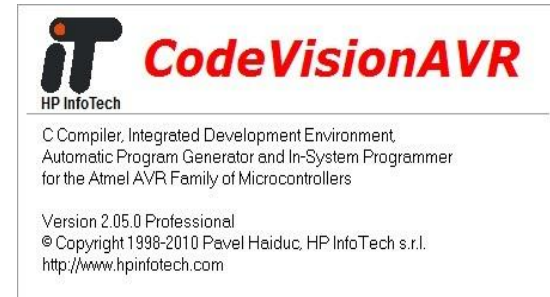 iT
CodeVisionAVR
HP InfoTech
C Compiler, Integrated Development Environment,
Automatic Program Generator and In-System Programmer
for the Atmel AVR Family of Microcontrollers
Version 2.05.0 Professional
© Copyright 1998-2010 Pavel Haiduc, HP InfoTech s.r.l.
http://www.hpinfotech.com